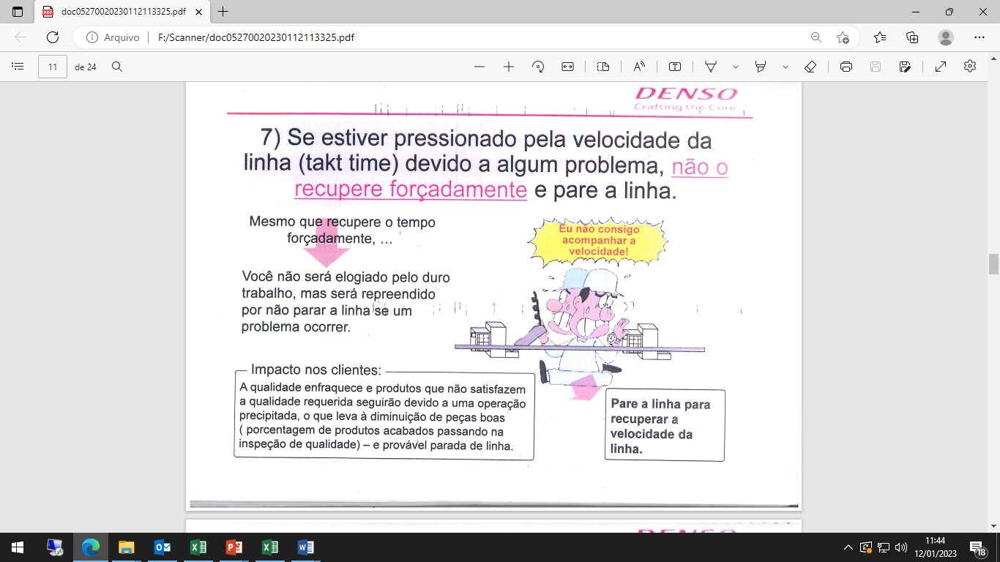 doc05270020230112113325.pdf
Arquivo
F:/Scanner/doc05270020230112113325.pdf
11 de 24
DENSO
Crafting the Core
7) Se estiver pressionado pela velocidade da
linha (takt time) devido a algum problema, não o
recupere forçadamente e pare a linha.
Mesmo que recupere o tempo
forçadamente, …
Você não será elogiado pelo duro
trabalho, mas será repreendido
por não parar a linha se um
problema ocorrer.
Eu não consigo
acompanhar a
velocidade!
Impacto nos clientes:
A qualidade enfraquece e produtos que não satisfazem
a qualidade requerida seguirão devido a uma operação
precipitada, o que leva à diminuição de peças boas
( porcentagem de produtos acabados passando na
inspeção de qualidade) – e provável parada de linha.
Pare a linha para
recuperar a
velocidade da
linha.
DENSO
11:44
12/01/2023
18